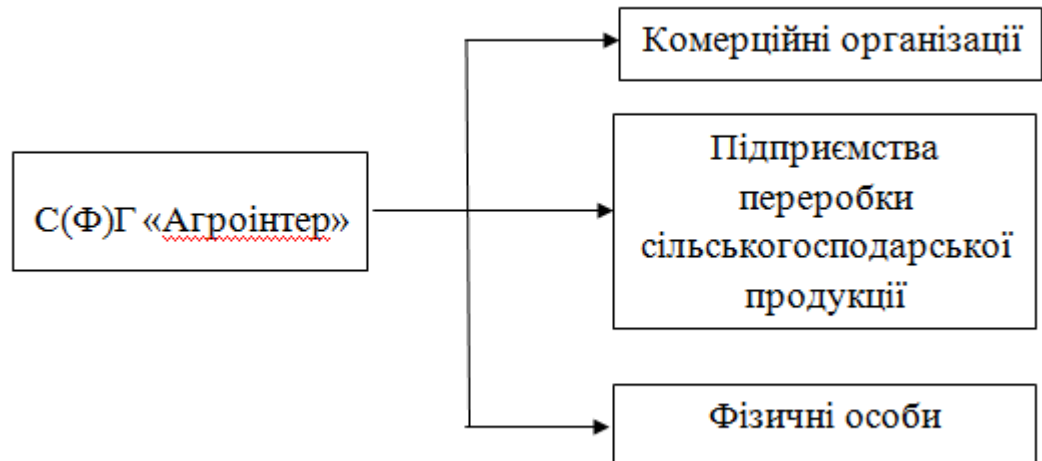 Комерційні організації
С(Ф)Г «Агроінтер»
Підприємства
переробки
сільськогосподарської
продукції
Фізичні особи